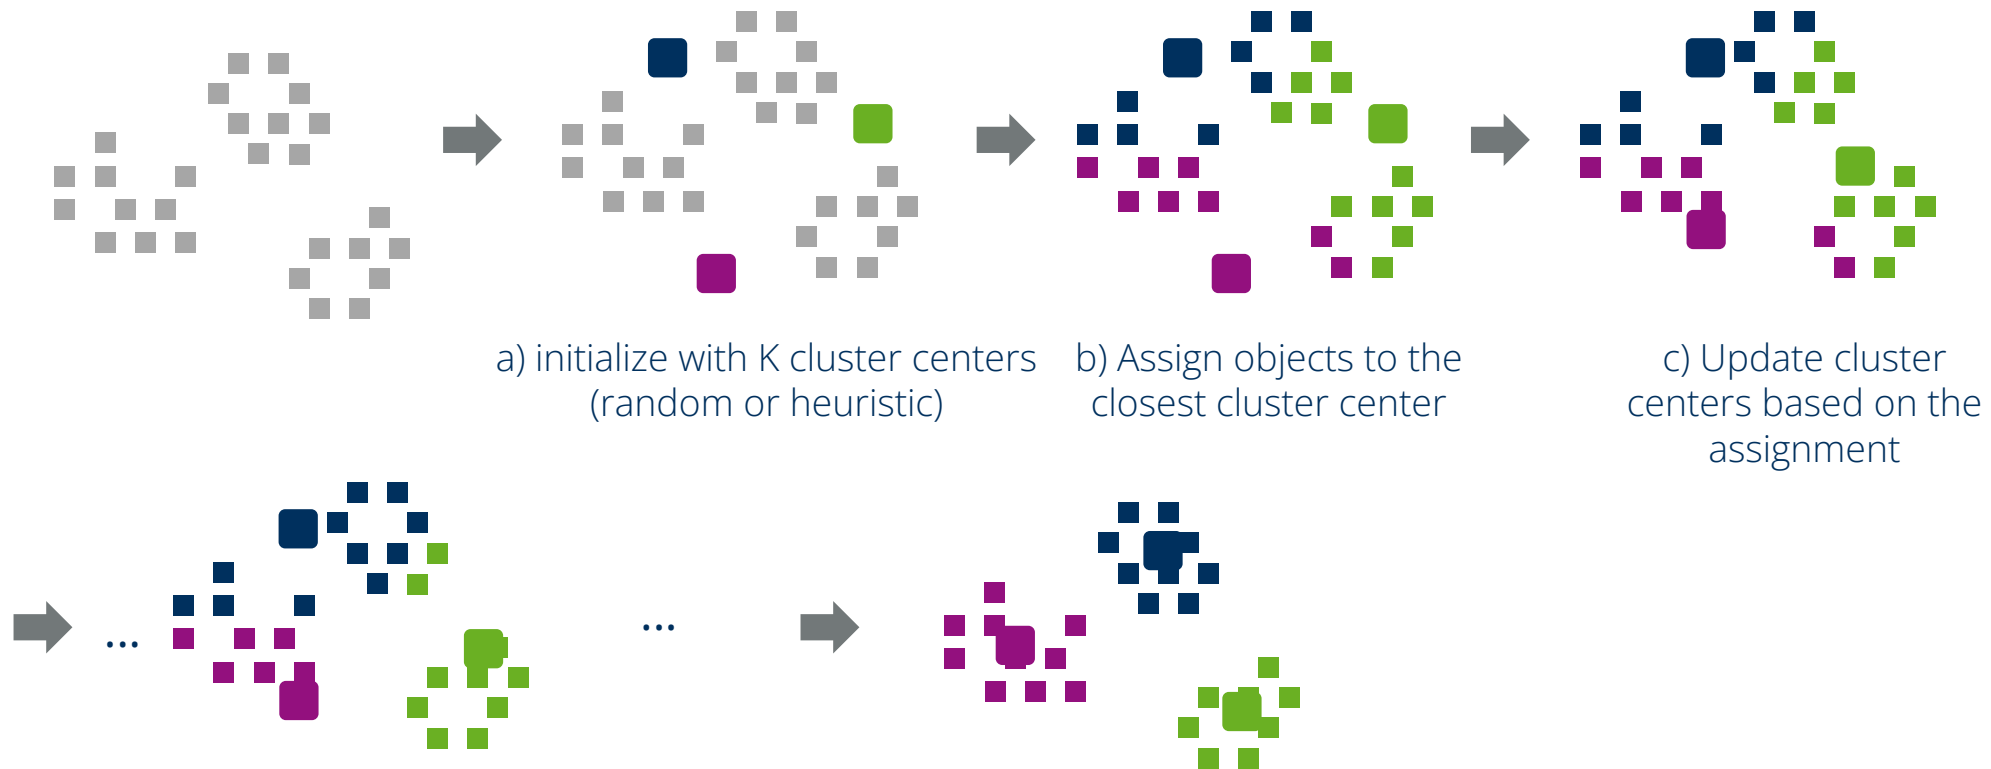 a) initialize with K cluster centers
(random or heuristic)
b) Assign objects to the
closest cluster center
c) Update cluster
centers based on the
assignment
...
...